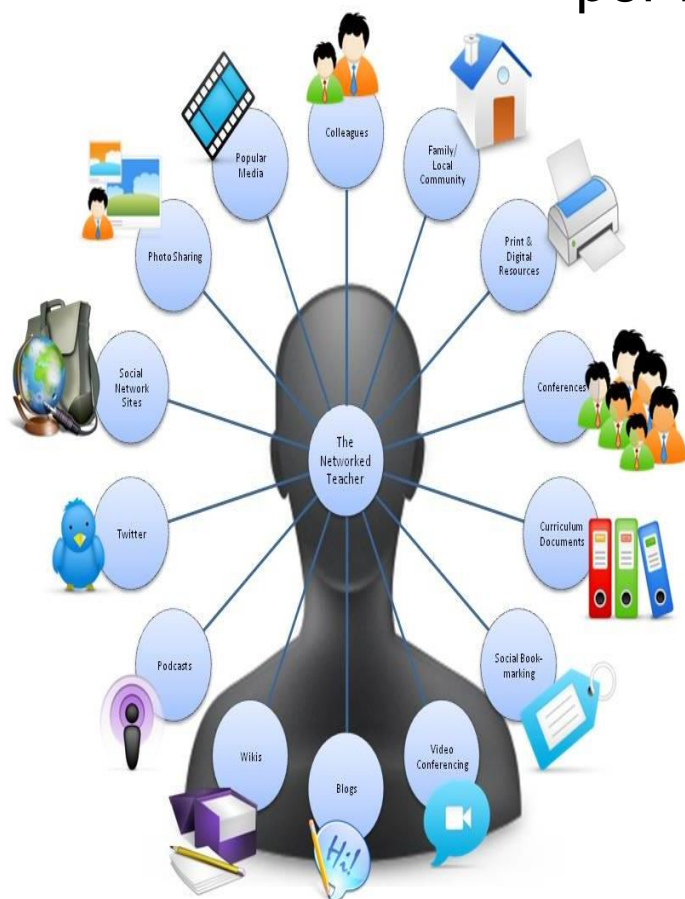 Colleagues
Family/
Local
Community
Print &
Digital
Resources
Conferences
Curriculum
Documents
Social Book-
marking
Video
Conferencing
Blogs
Hi!
Wikis
Podcasts
Twitter
Social
Network
Sites
Photo Sharing
Popular
Media
The
Networked
Teacher